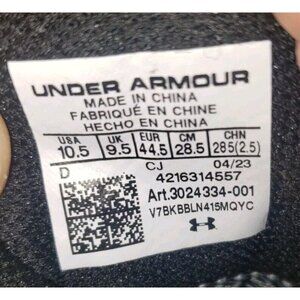 UNDER ARMOUR
MADE IN CHINA
FABRIQUÉ EN CHINE
HECHO EN CHINA
USA UK EUR CM CHN
10.5 9.5 44.5 28.5 285(2.5)
D CJ 04/23
4216314557
Art.3024334-001
V7BKBBLN415MQYC